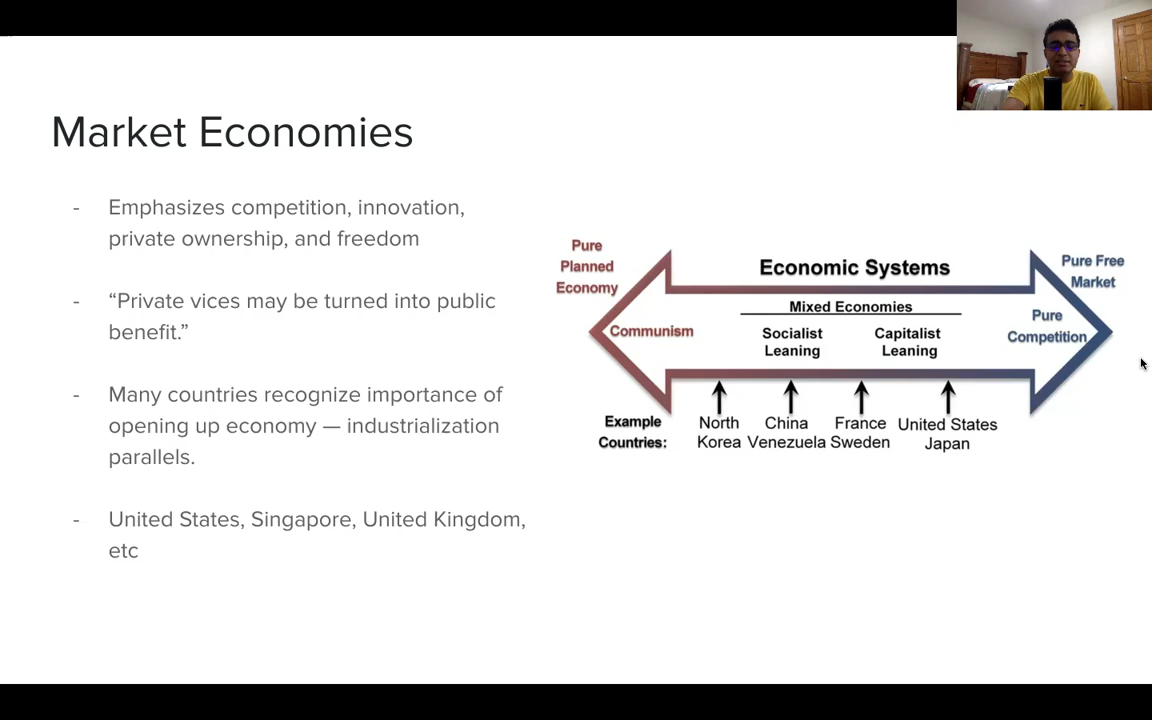 Market Economies
- Emphasizes competition, innovation,
private ownership, and freedom
- “Private vices may be turned into public
benefit.”
- Many countries recognize importance of
opening up economy — industrialization
parallels.
- United States, Singapore, United Kingdom,
etc
Pure
Planned
Economy
Communism
Economic Systems
Mixed Economies
Socialist
Leaning
Capitalist
Leaning
Pure Free
Market
Pure
Competition
Example
Countries:
North
Korea
China
Venezuela
France
Sweden
United States
Japan